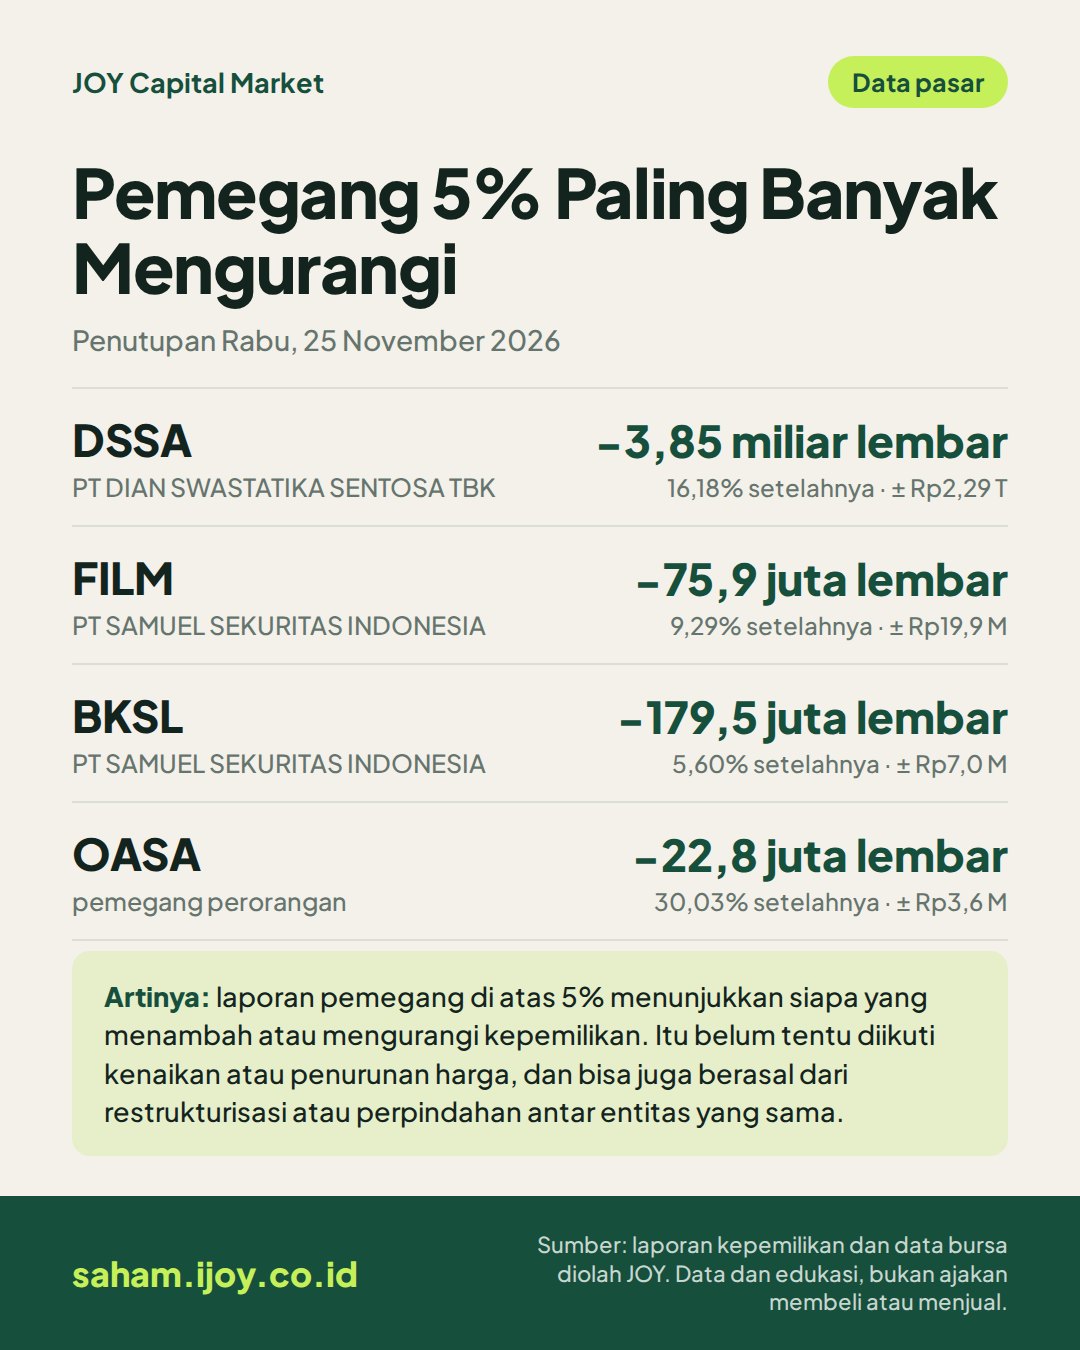 JOY Capital Market
Data pasar
Pemegang 5% Paling Banyak
Mengurangi
Penutupan Rabu, 25 November 2026
DSSA
−3,85 miliar lembar
PT DIAN SWASTATIKA SENTOSA TBK
16,18% setelahnya · ± Rp2,29 T
FILM
−75,9 juta lembar
PT SAMUEL SEKURITAS INDONESIA
9,29% setelahnya · ± Rp19,9 M
BKSL
−179,5 juta lembar
PT SAMUEL SEKURITAS INDONESIA
5,60% setelahnya · ± Rp7,0 M
OASA
−22,8 juta lembar
pemegang perorangan
30,03% setelahnya · ± Rp3,6 M
Artinya: laporan pemegang di atas 5% menunjukkan siapa yang
menambah atau mengurangi kepemilikan. Itu belum tentu diikuti
kenaikan atau penurunan harga, dan bisa juga berasal dari
restrukturisasi atau perpindahan antar entitas yang sama.
saham.ijoy.co.id
Sumber: laporan kepemilikan dan data bursa
diolah JOY. Data dan edukasi, bukan ajakan
membeli atau menjual.